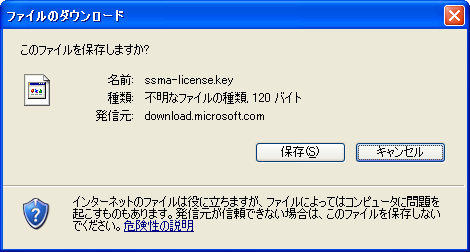 ファイルのダウンロード
このファイルを保存しますか?
名前: ssma-license.key
種類: 不明なファイルの種類, 120 バイト
発信元: download.microsoft.com
保存(S) キャンセル
インターネットのファイルは役に立ちますが、ファイルによってはコンピュータに問題を
起こすものもあります。発信元が信頼できない場合は、このファイルを保存しない
でください。危険性の説明